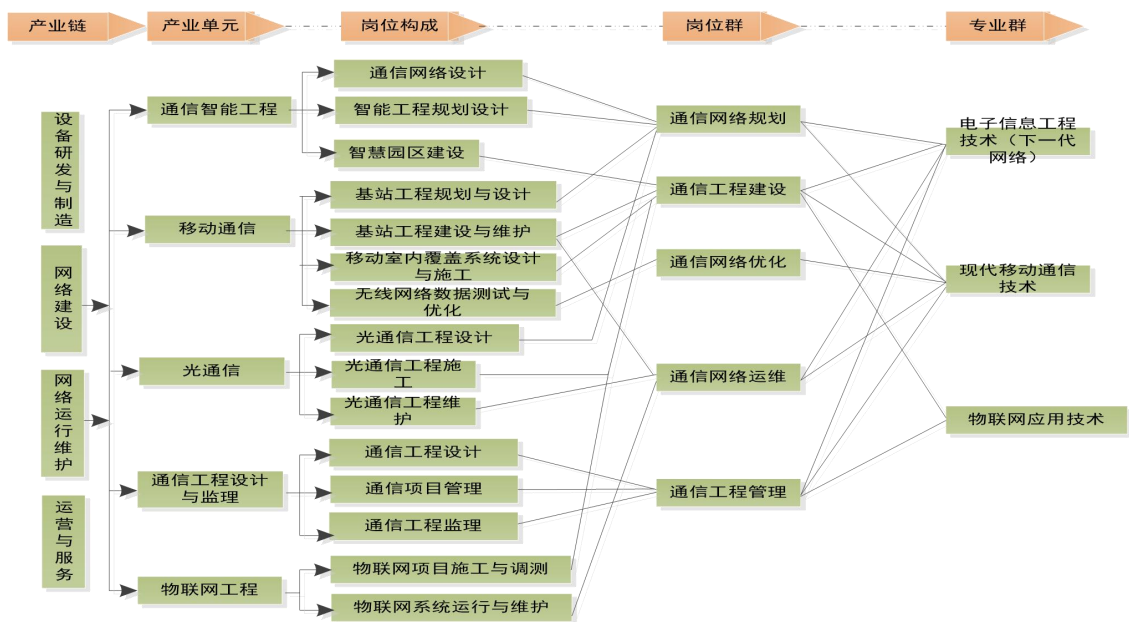 产业链
产业单元
岗位构成
岗位群
专业群
设备研发与制造
网络建设
网络运行维护
运营与服务
通信智能工程
移动通信
光通信
通信工程设计
与监理
物联网工程
通信网络设计
智能工程规划设计
智慧园区建设
基站工程规划与设计
基站工程建设与维护
移动室内覆盖系统设计
与施工
无线网络数据测试与
优化
光通信工程设计
光通信工程施
工
光通信工程维
护
通信工程设计
通信项目管理
通信工程监理
物联网项目施工与调测
物联网系统运行与维护
通信网络规划
通信工程建设
通信网络优化
通信网络运维
通信工程管理
电子信息工程
技术（下一代
网络）
现代移动通信
技术
物联网应用技术